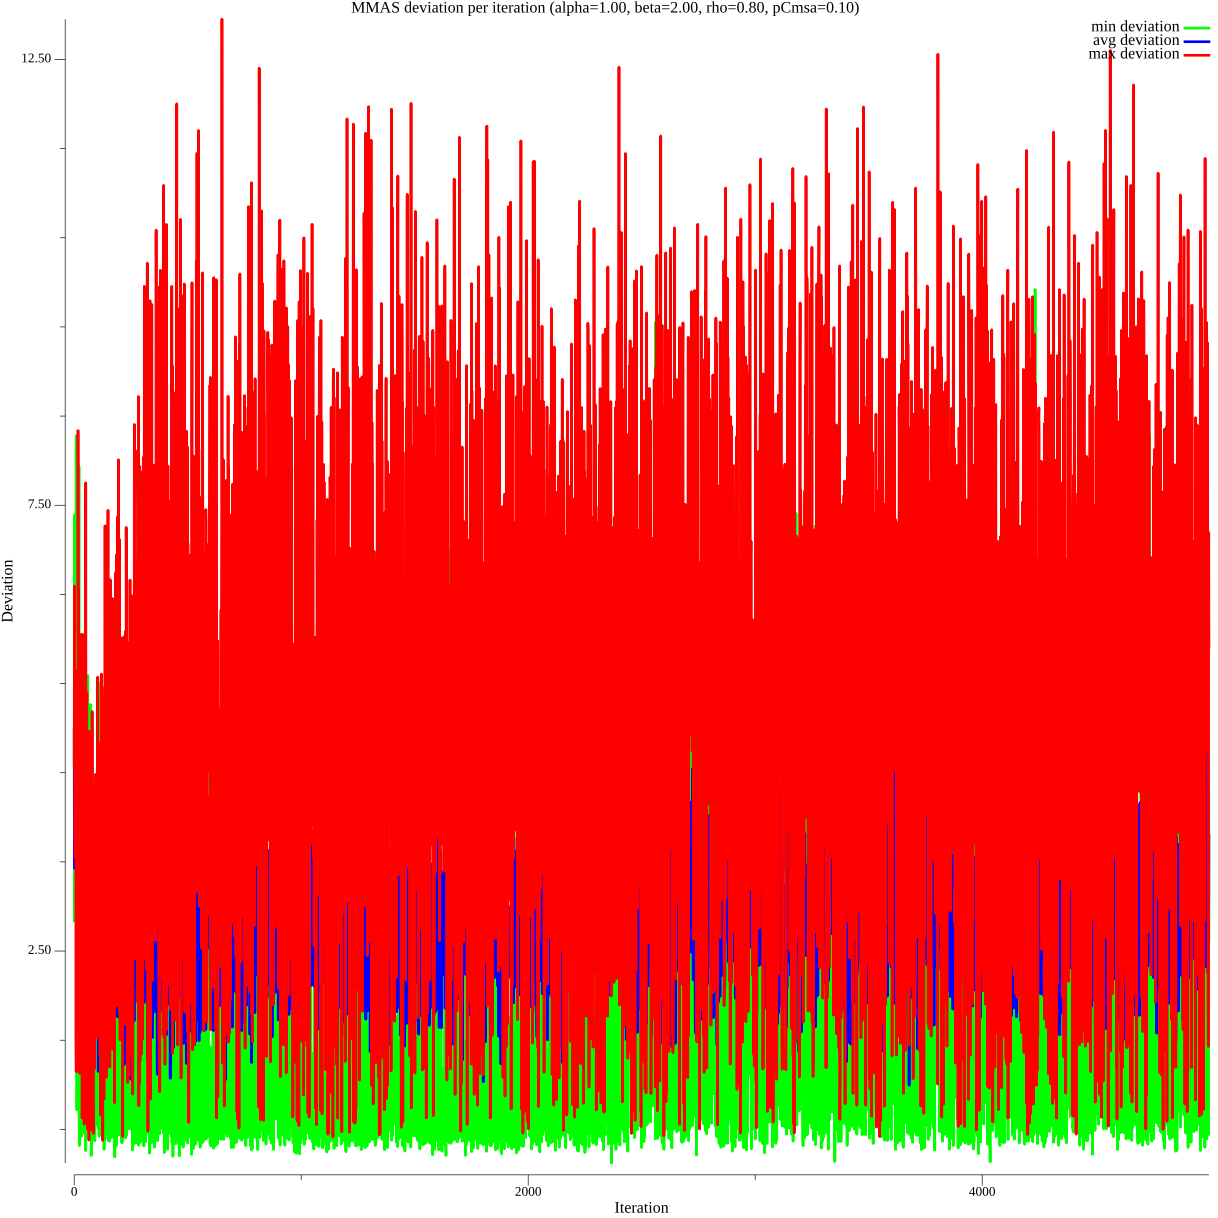 MMAS deviation per iteration (alpha=1.00, beta=2.00, rho=0.80, pCmsa=0.10)
min deviation
avg deviation
max deviation
12.50
7.50
2.50
Deviation
0
2000
4000
Iteration